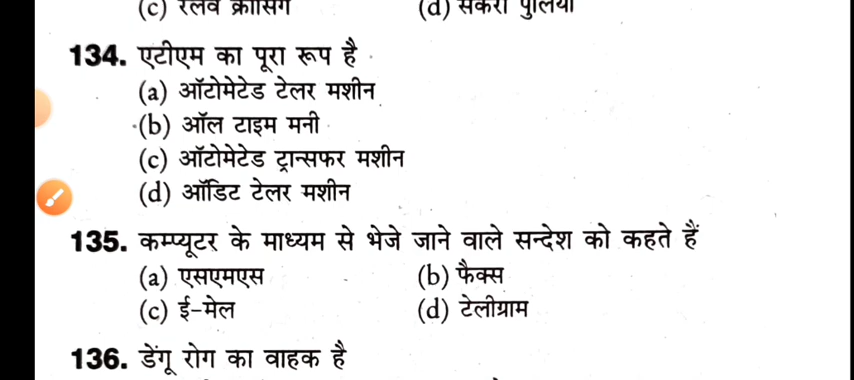 (c) रेलवे क्रॉसिंग (d) सँकरी पुलिया
134. एटीएम का पूरा रूप है
(a) ऑटोमेटेड टेलर मशीन
(b) ऑल टाइम मनी
(c) ऑटोमेटेड ट्रान्सफर मशीन
(d) ऑडिट टेलर मशीन
135. कम्प्यूटर के माध्यम से भेजे जाने वाले सन्देश को कहते हैं
(a) एसएमएस (b) फैक्स
(c) ई-मेल (d) टेलीग्राम
136. डेंगू रोग का वाहक है